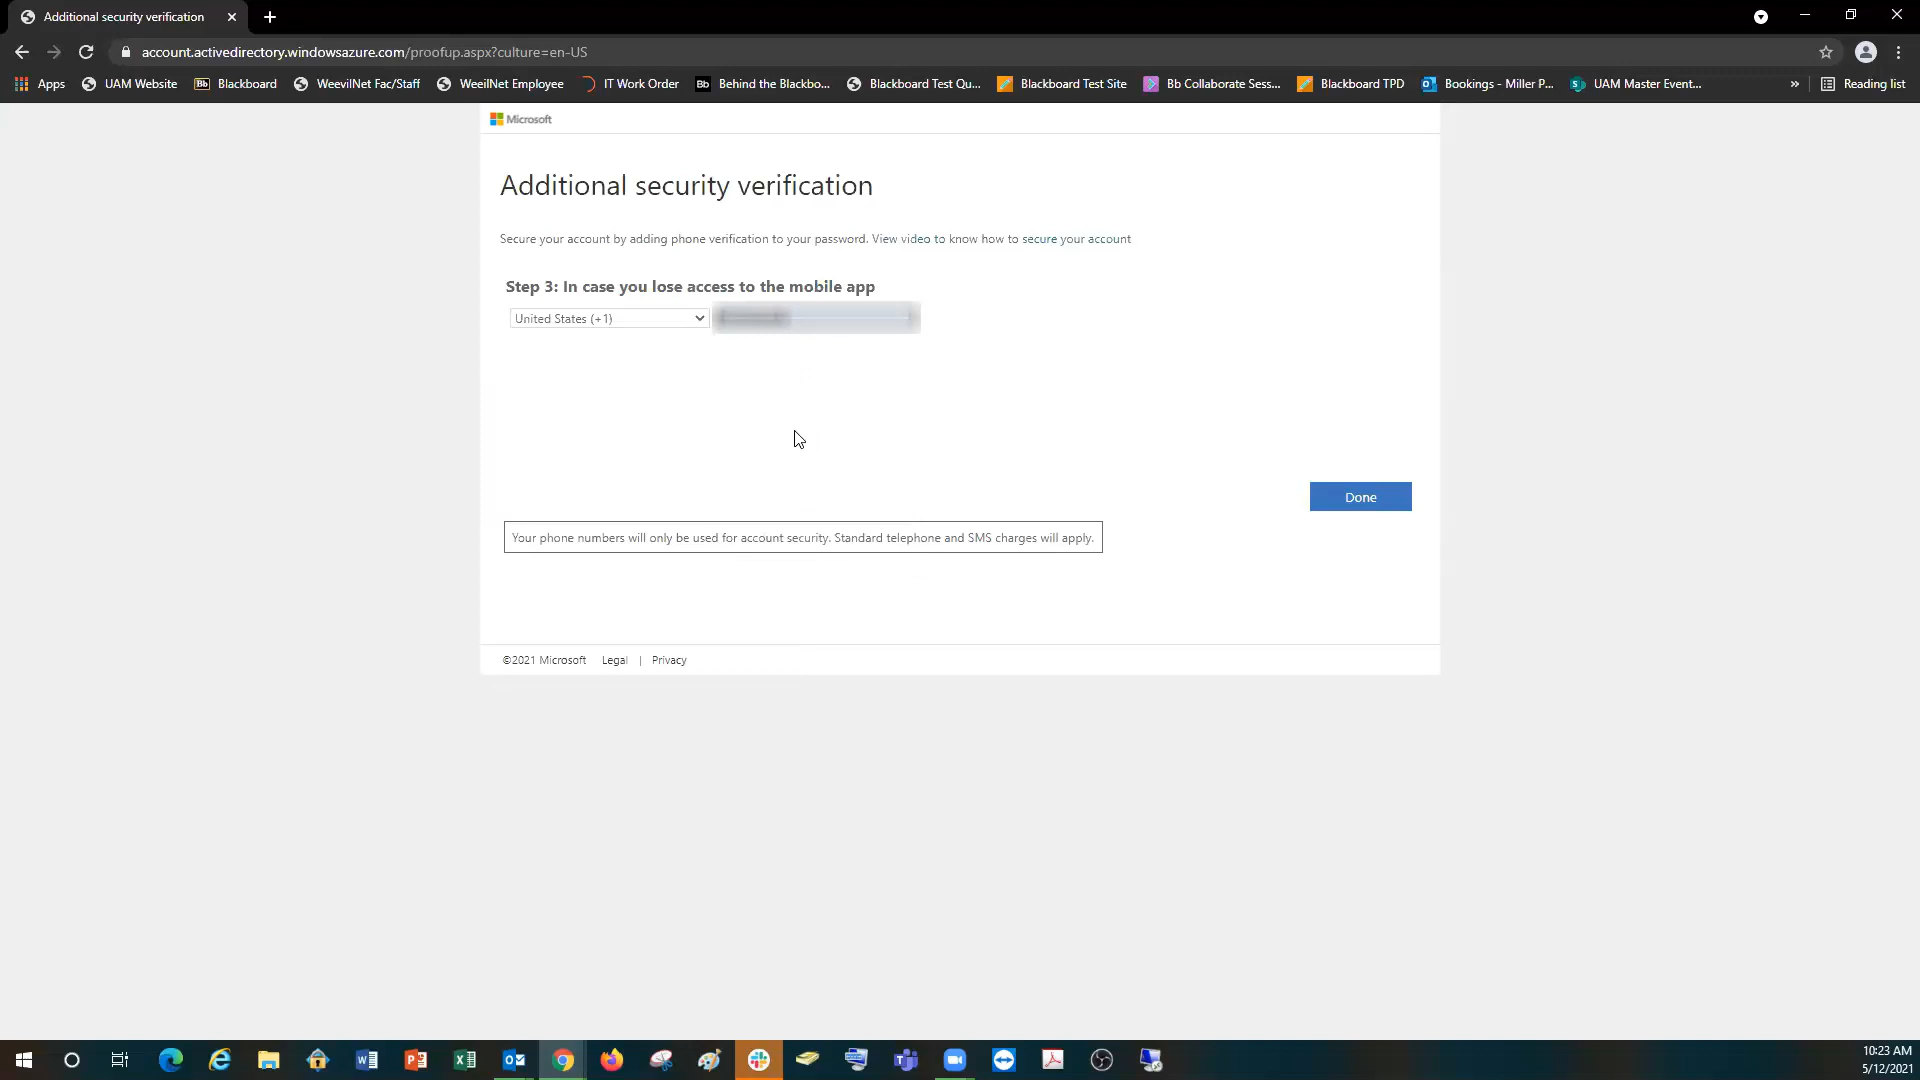 Additional security verification
account.activedirectory.windowsazure.com/proofup.aspx?culture=en-US
Apps UAM Website Bb Blackboard WeevilNet Fac/Staff WeeilNet Employee IT Work Order Bb Behind the Blackbo... Blackboard Test Qu... Blackboard Test Site Bb Collaborate Sess... Blackboard TPD Bookings - Miller P... UAM Master Event... » Reading list
Microsoft
Additional security verification
Secure your account by adding phone verification to your password. View video to know how to secure your account
Step 3: In case you lose access to the mobile app
United States (+1)
Done
Your phone numbers will only be used for account security. Standard telephone and SMS charges will apply.
©2021 Microsoft Legal | Privacy
10:23 AM
5/12/2021